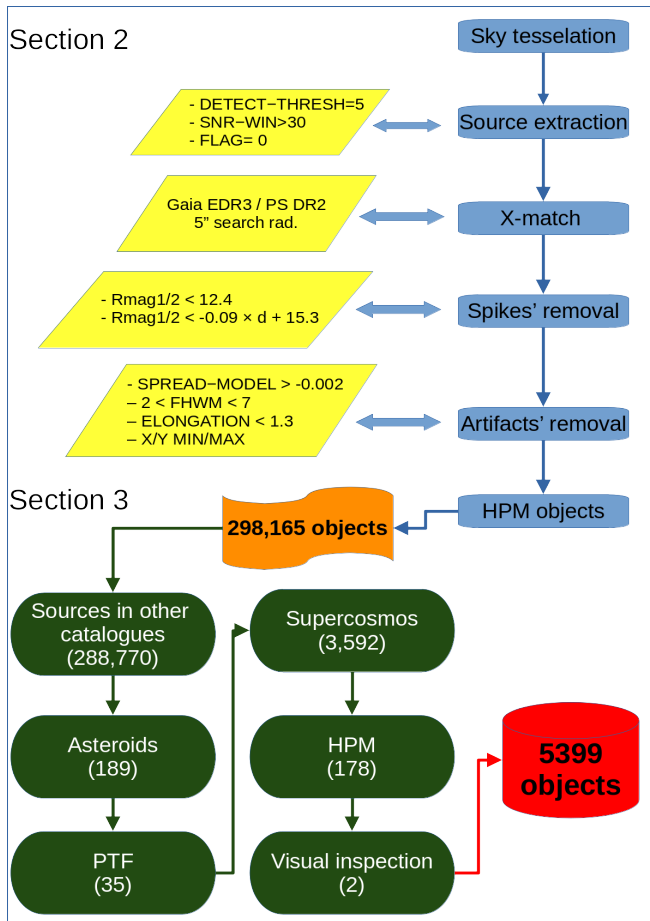 Section 2
Sky tesselation
- DETECT−THRESH=5
- SNR−WIN>30
- FLAG= 0
Source extraction
Gaia EDR3 / PS DR2
5” search rad.
X-match
- Rmag1/2 < 12.4
- Rmag1/2 < -0.09 × d + 15.3
Spikes’ removal
- SPREAD−MODEL > -0.002
– 2 < FHWM < 7
– ELONGATION < 1.3
– X/Y MIN/MAX
Artifacts’ removal
Section 3
HPM objects
298,165 objects
Sources in other
catalogues
(288,770)
Asteroids
(189)
PTF
(35)
Supercosmos
(3,592)
HPM
(178)
Visual inspection
(2)
5399
objects